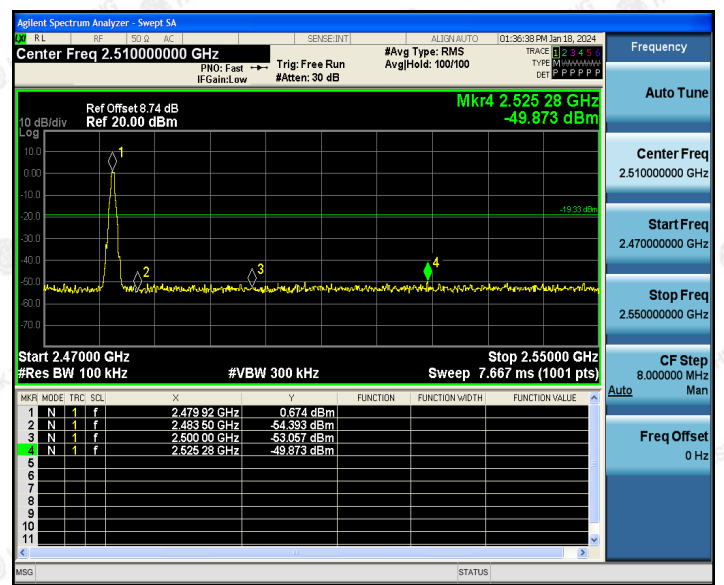 Agilent Spectrum Analyzer - Swept SA
LXI RL RF 50 Ω AC SENSE:INT ALIGNAUTO 01:36:38 PM Jan 18, 2024
Center Freq 2.510000000 GHz
PNO: Fast
IFGain:Low
Trig: Free Run
#Atten: 30 dB
#Avg Type: RMS
Avg|Hold: 100/100
TRACE 1 2 3 4 5 6
TYPE M
DET P P P P P P
Ref Offset 8.74 dB
Ref 20.00 dBm
10 dB/div
Log
Mkr4 2.525 28 GHz
-49.873 dBm
10.0
0.00
-10.0
-20.0
-30.0
-40.0
-50.0
-60.0
-70.0
-19.33 dBm
1
2
3
4
Start 2.47000 GHz Stop 2.55000 GHz
#Res BW 100 kHz #VBW 300 kHz Sweep 7.667 ms (1001 pts)
MKR MODE TRC SCL X Y FUNCTION FUNCTION WIDTH FUNCTION VALUE
1 N 1 f 2.479 92 GHz 0.674 dBm
2 N 1 f 2.483 50 GHz -54.393 dBm
3 N 1 f 2.500 00 GHz -53.057 dBm
4 N 1 f 2.525 28 GHz -49.873 dBm
5
6
7
8
9
10
11
MSG STATUS
Frequency
Auto Tune
Center Freq
2.510000000 GHz
Start Freq
2.470000000 GHz
Stop Freq
2.550000000 GHz
CF Step
8.000000 MHz
Auto Man
Freq Offset
0 Hz